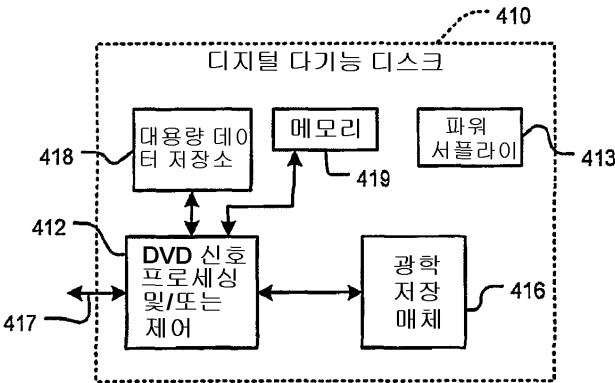 410
디지털 다기능 디스크
대용량 데이
터 저장소
418
메모리
419
파워
서플라이
413
412
DVD 신호
프로세싱
및/또는
제어
417
광학
저장
매체
416